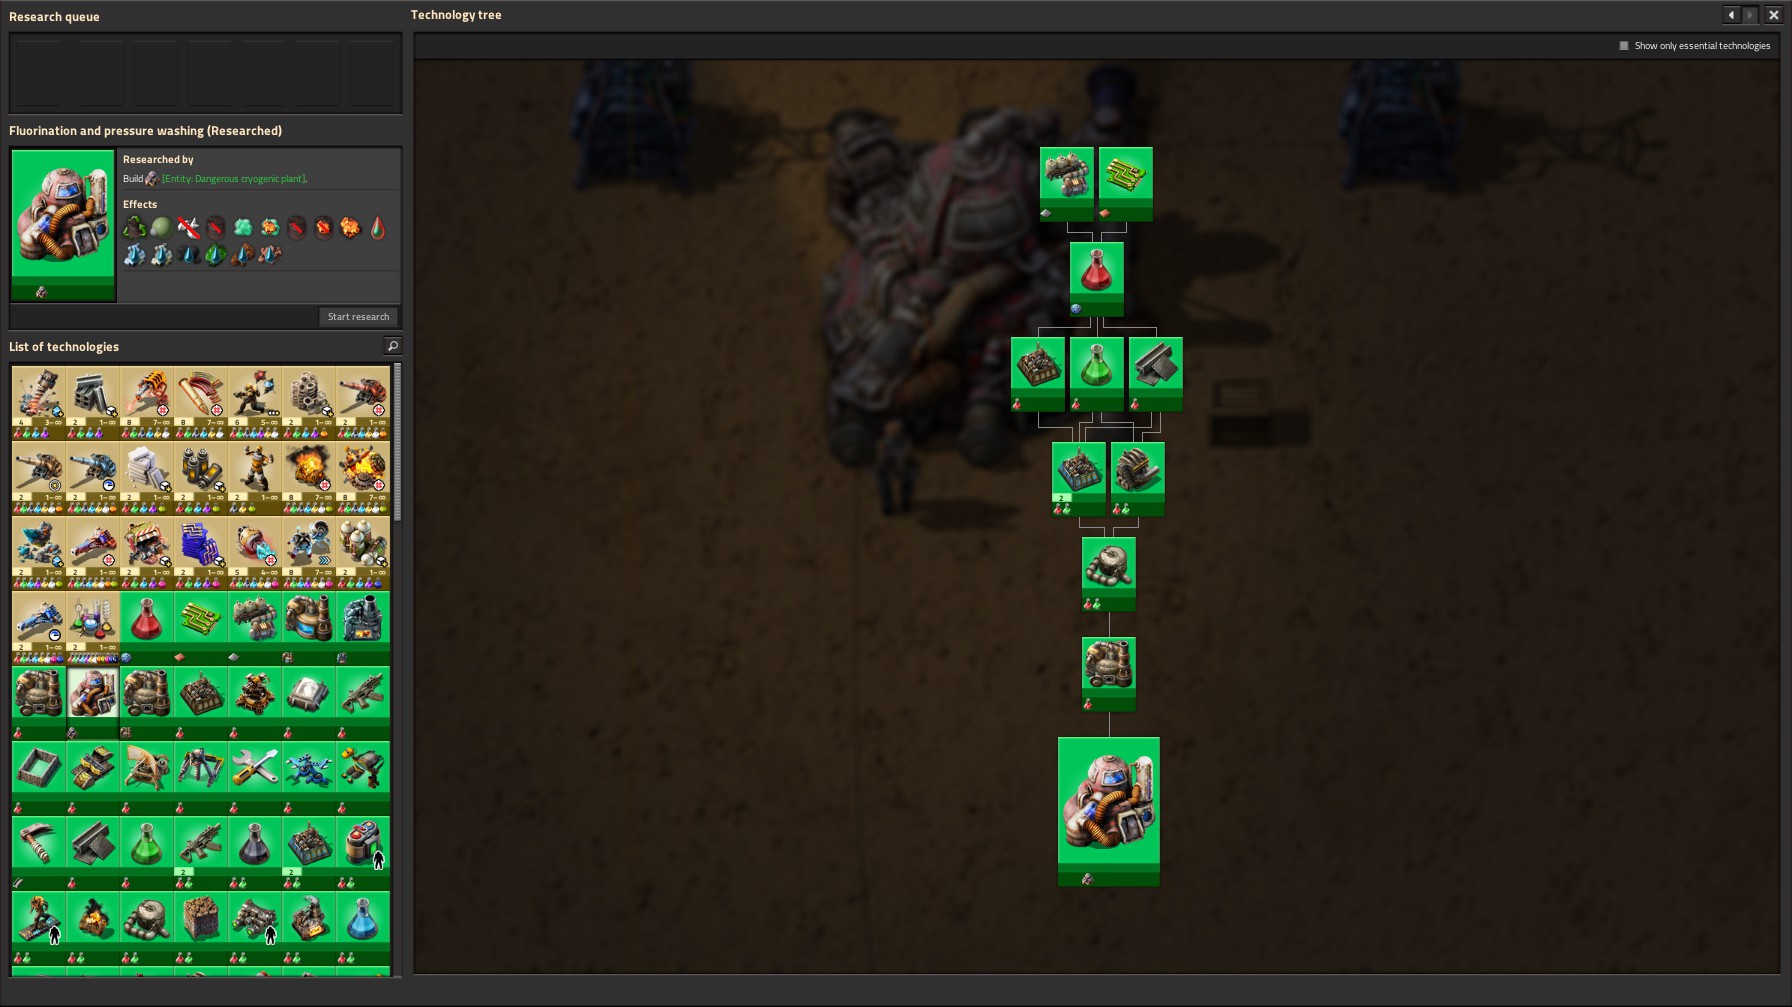 Research queue
Technology tree
Show only essential technologies
Fluorination and pressure washing (Researched)
Researched by
Build [Entity: Dangerous cryogenic plant].
Effects
Start research
List of technologies
4 3-∞ 2 1-∞ 8 7-∞ 8 7-∞ 6 5-∞ 2 1-∞ 2 1-∞
2 1-∞ 2 1-∞ 2 1-∞ 2 1-∞ 2 1-∞ 8 7-∞ 8 7-∞
2 1-∞ 2 1-∞ 2 1-∞ 2 1-∞ 5 4-∞ 8 7-∞ 2 1-∞
2 1-∞ 2 1-∞
2 2
2